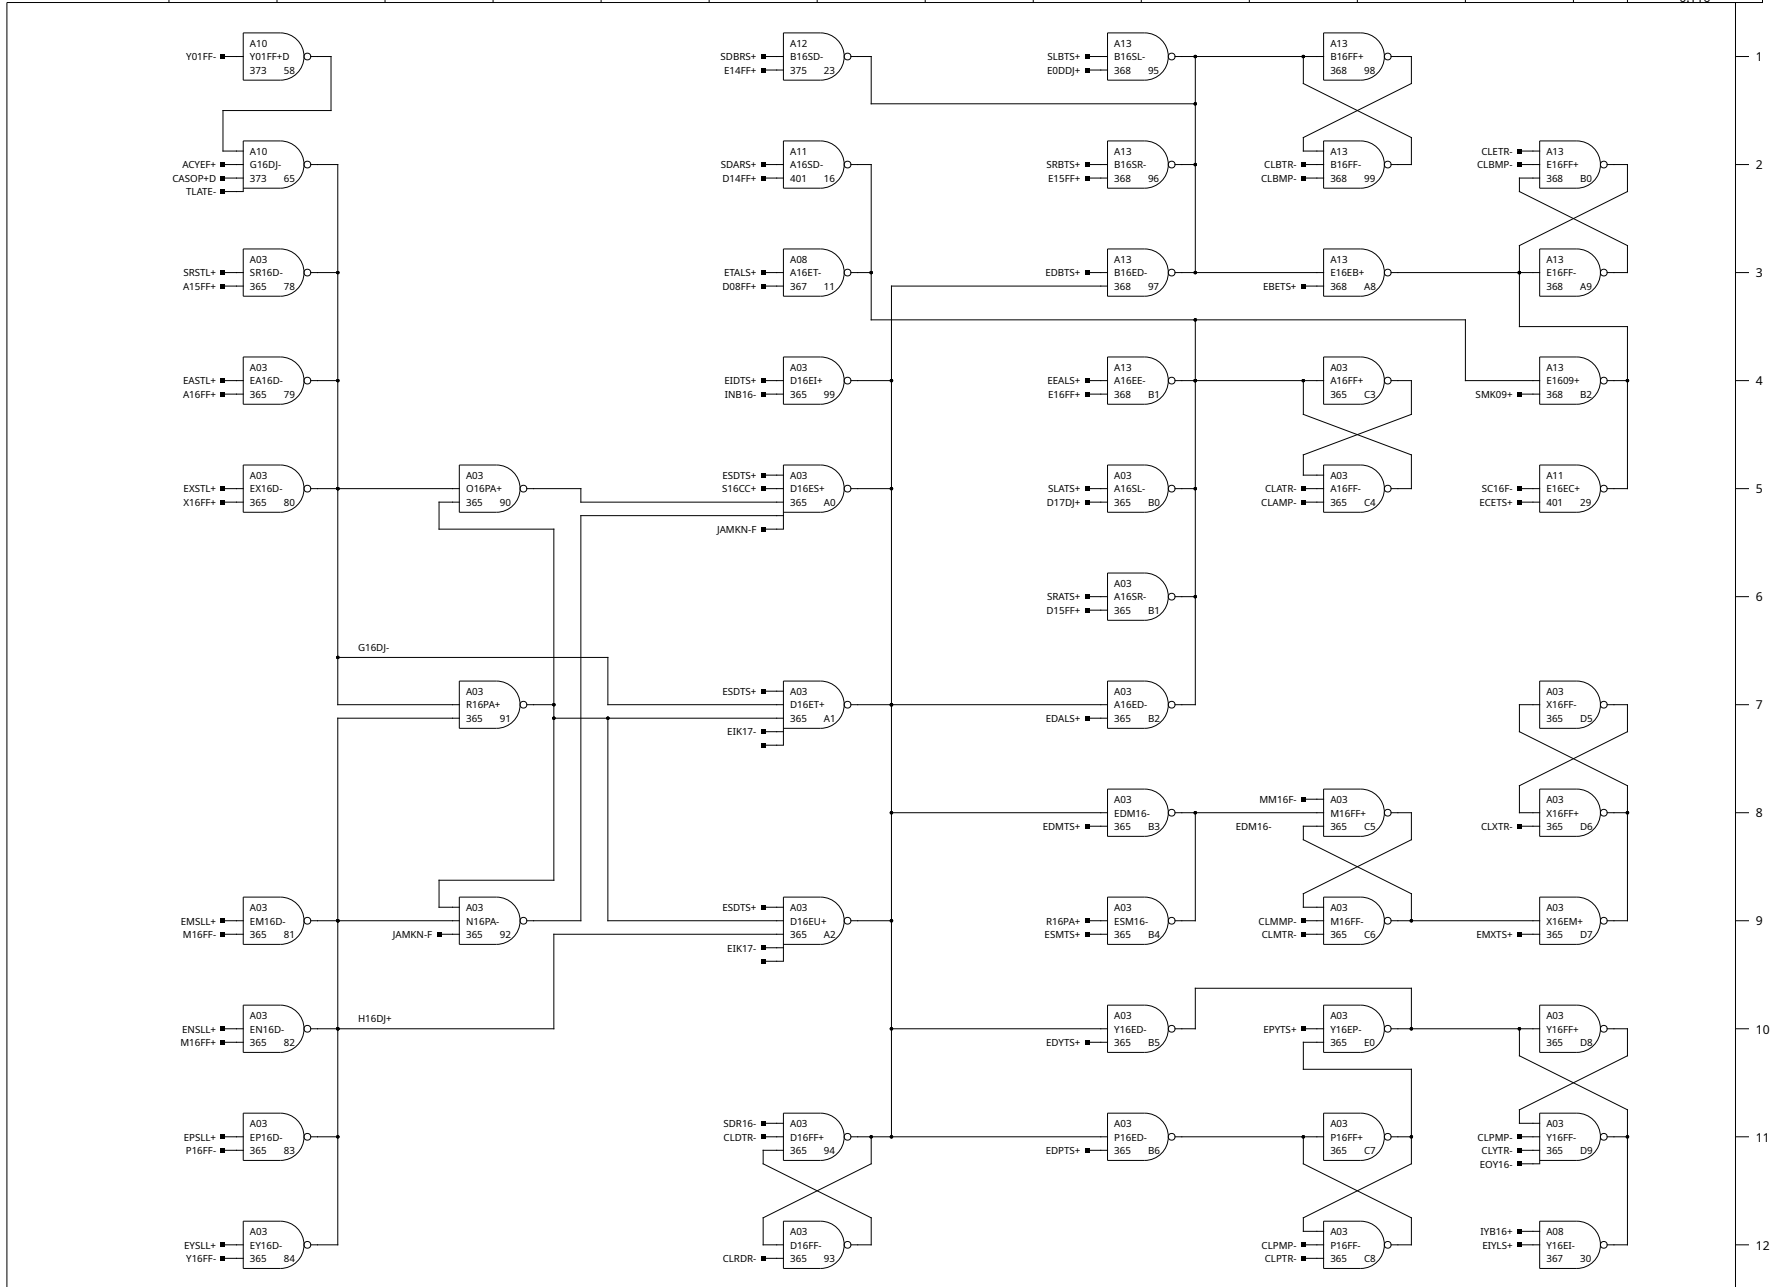 Y01FF-
A10
Y01FF+D
373 58
SDBRS+
E14FF+
A12
B16SD-
375 23
SLBTS+
E0DDJ+
A13
B16SL-
368 95
A13
B16FF+
368 98
1
ACYEF+
CASOP+D
TLATE-
A10
G16DJ-
373 65
SDARS+
D14FF+
A11
A16SD-
401 16
SRBTS+
E15FF+
A13
B16SR-
368 96
CLBTR-
CLBMP-
A13
B16FF-
368 99
CLETR-
CLBMP-
A13
E16FF+
368 B0
2
SRSTL+
A15FF+
A03
SR16D-
365 78
ETALS+
D08FF+
A08
A16ET-
367 11
EDBTS+
A13
B16ED-
368 97
EBETS+
A13
E16EB+
368 A8
A13
E16FF-
368 A9
3
EASTL+
A16FF+
A03
EA16D-
365 79
EIDTS+
INB16-
A03
D16EI+
365 99
EEALS+
E16FF+
A13
A16EE-
368 B1
A03
A16FF+
365 C3
SMK09+
A13
E1609+
368 B2
4
EXSTL+
X16FF+
A03
EX16D-
365 80
A03
O16PA+
365 90
ESDTS+
S16CC+
JAMKN-F
A03
D16ES+
365 A0
SLATS+
D17DJ+
A03
A16SL-
365 B0
CLATR-
CLAMP-
A03
A16FF-
365 C4
SC16F-
ECETS+
A11
E16EC+
401 29
5
SRATS+
D15FF+
A03
A16SR-
365 B1
6
G16DJ-
A03
R16PA+
365 91
ESDTS+
EIK17-
A03
D16ET+
365 A1
EDALS+
A03
A16ED-
365 B2
A03
X16FF-
365 D5
7
EDMTS+
A03
EDM16-
365 B3
MM16F-
EDM16-
A03
M16FF+
365 C5
CLXTR-
A03
X16FF+
365 D6
8
EMSLL+
M16FF-
A03
EM16D-
365 81
JAMKN-F
A03
N16PA-
365 92
ESDTS+
EIK17-
A03
D16EU+
365 A2
R16PA+
ESMTS+
A03
ESM16-
365 B4
CLMMP-
CLMTR-
A03
M16FF-
365 C6
EMXTS+
A03
X16EM+
365 D7
9
ENSLL+
M16FF+
A03
EN16D-
365 82
H16DJ+
EDYTS+
A03
Y16ED-
365 B5
EPYTS+
A03
Y16EP-
365 E0
A03
Y16FF+
365 D8
10
EPSLL+
P16FF-
A03
EP16D-
365 83
SDR16-
CLDTR-
A03
D16FF+
365 94
EDPTS+
A03
P16ED-
365 B6
A03
P16FF+
365 C7
CLPMP-
CLYTR-
EOY16-
A03
Y16FF-
365 D9
11
EYSLL+
Y16FF-
A03
EY16D-
365 84
CLRDR-
A03
D16FF-
365 93
CLPMP-
CLPTR-
A03
P16FF-
365 C8
IYB16+
EIYLS+
A08
Y16EI-
367 30
12